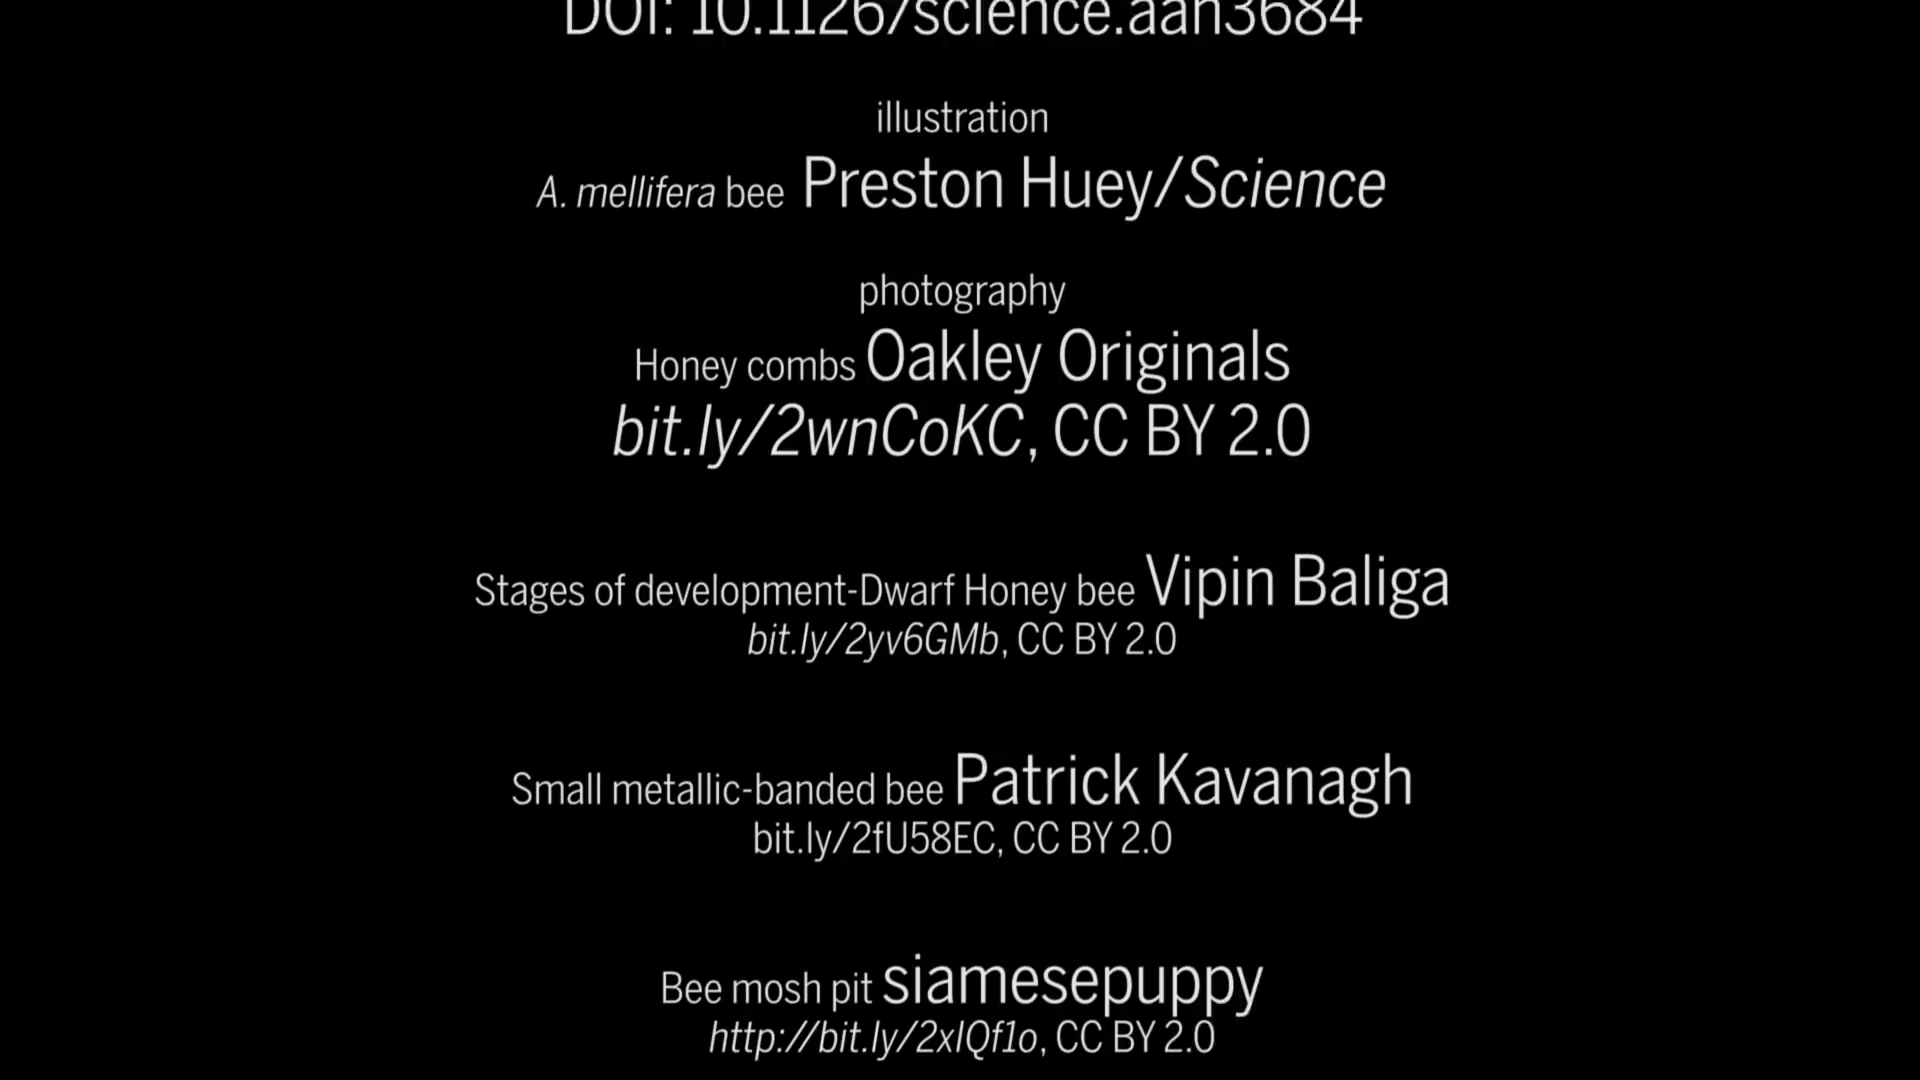 DOI: 10.1126/science.aan3684
illustration
A. mellifera bee Preston Huey/Science
photography
Honey combs Oakley Originals
bit.ly/2wnCoKC, CC BY 2.0
Stages of development-Dwarf Honey bee Vipin Baliga
bit.ly/2yv6GMb, CC BY 2.0
Small metallic-banded bee Patrick Kavanagh
bit.ly/2fU58EC, CC BY 2.0
Bee mosh pit siamesepuppy
http://bit.ly/2xIQf1o, CC BY 2.0